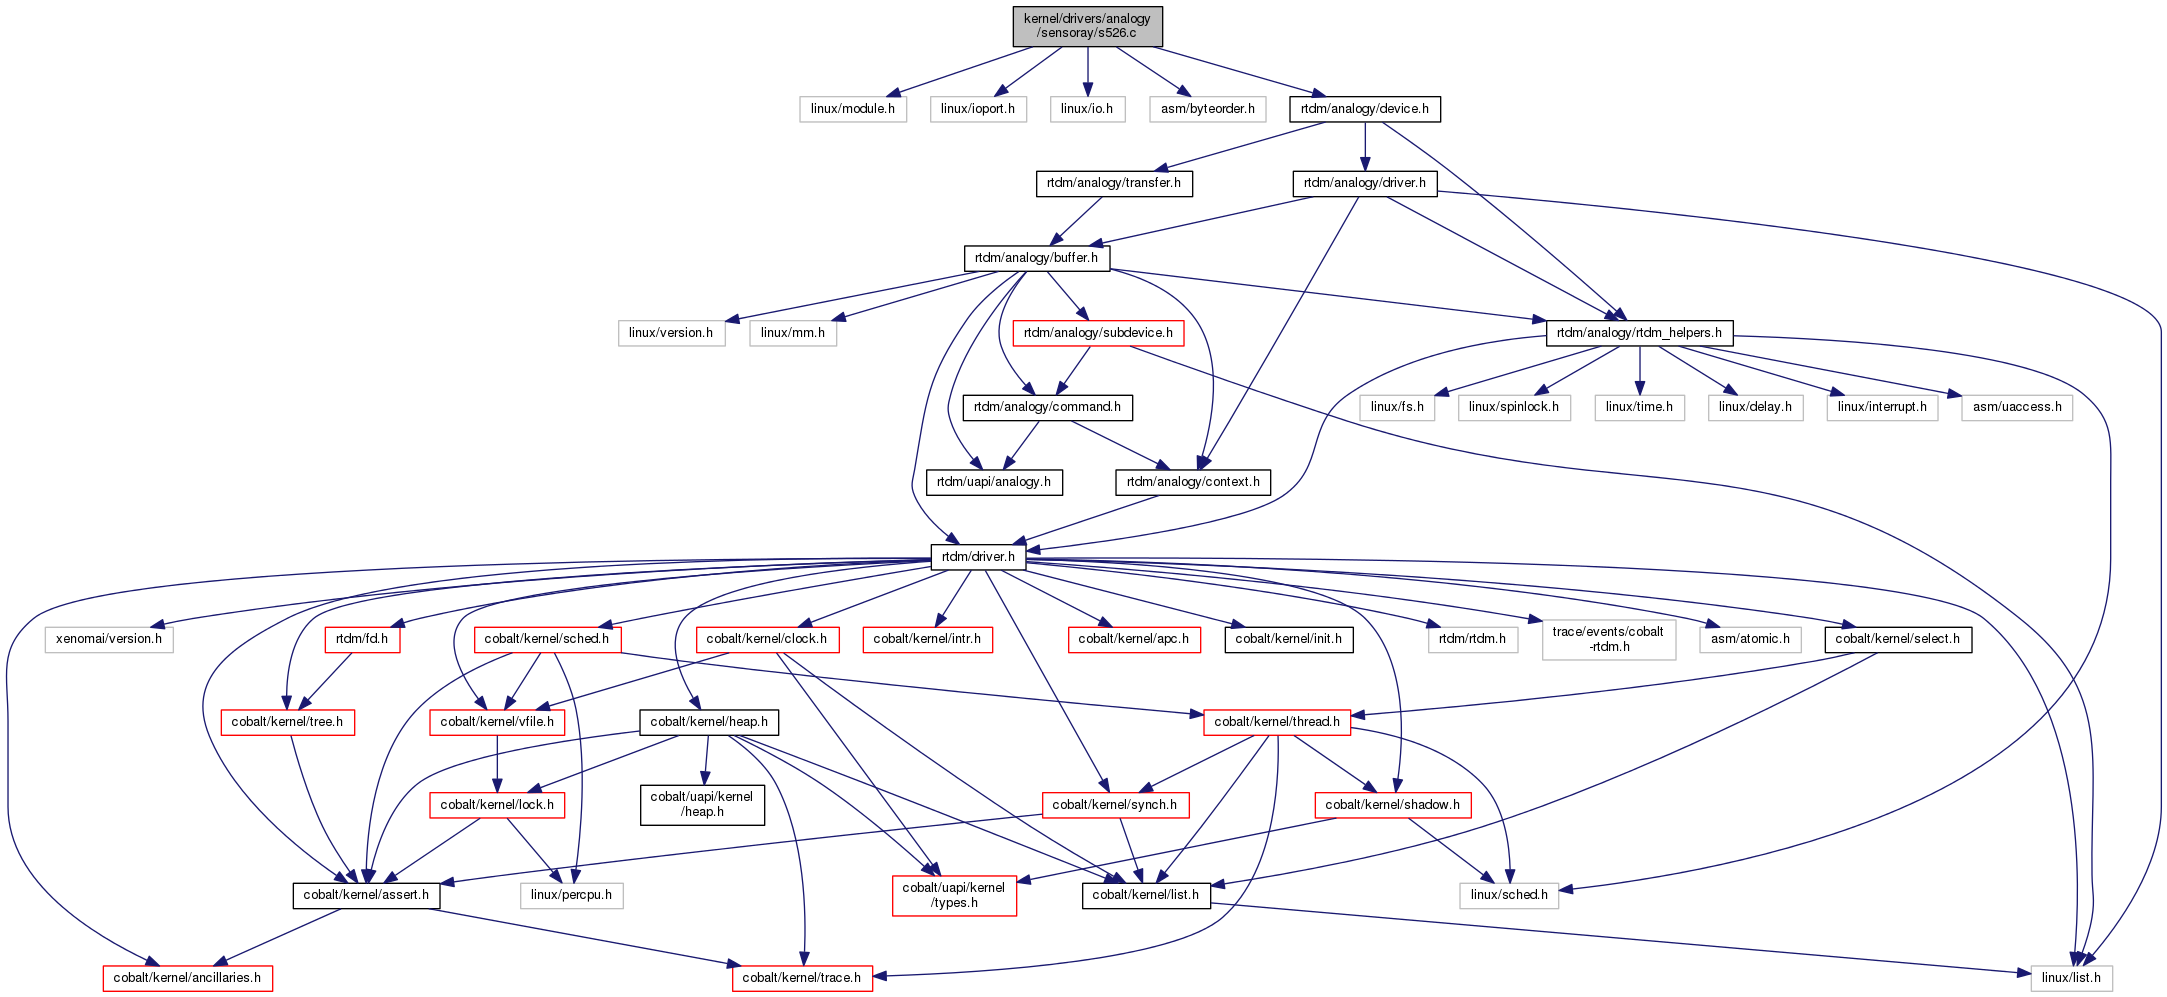 kernel/drivers/analogy
/sensoray/s526.c
linux/module.h
linux/ioport.h
linux/io.h
asm/byteorder.h
rtdm/analogy/device.h
rtdm/analogy/transfer.h
rtdm/analogy/driver.h
rtdm/analogy/buffer.h
linux/version.h
linux/mm.h
rtdm/analogy/subdevice.h
rtdm/analogy/rtdm_helpers.h
rtdm/analogy/command.h
linux/fs.h
linux/spinlock.h
linux/time.h
linux/delay.h
linux/interrupt.h
asm/uaccess.h
rtdm/uapi/analogy.h
rtdm/analogy/context.h
rtdm/driver.h
xenomai/version.h
rtdm/fd.h
cobalt/kernel/sched.h
cobalt/kernel/clock.h
cobalt/kernel/intr.h
cobalt/kernel/apc.h
cobalt/kernel/init.h
rtdm/rtdm.h
trace/events/cobalt
-rtdm.h
asm/atomic.h
cobalt/kernel/select.h
cobalt/kernel/tree.h
cobalt/kernel/vfile.h
cobalt/kernel/heap.h
cobalt/kernel/thread.h
cobalt/kernel/lock.h
cobalt/uapi/kernel
/heap.h
cobalt/kernel/synch.h
cobalt/kernel/shadow.h
cobalt/kernel/assert.h
linux/percpu.h
cobalt/uapi/kernel
/types.h
cobalt/kernel/list.h
linux/sched.h
cobalt/kernel/ancillaries.h
cobalt/kernel/trace.h
linux/list.h